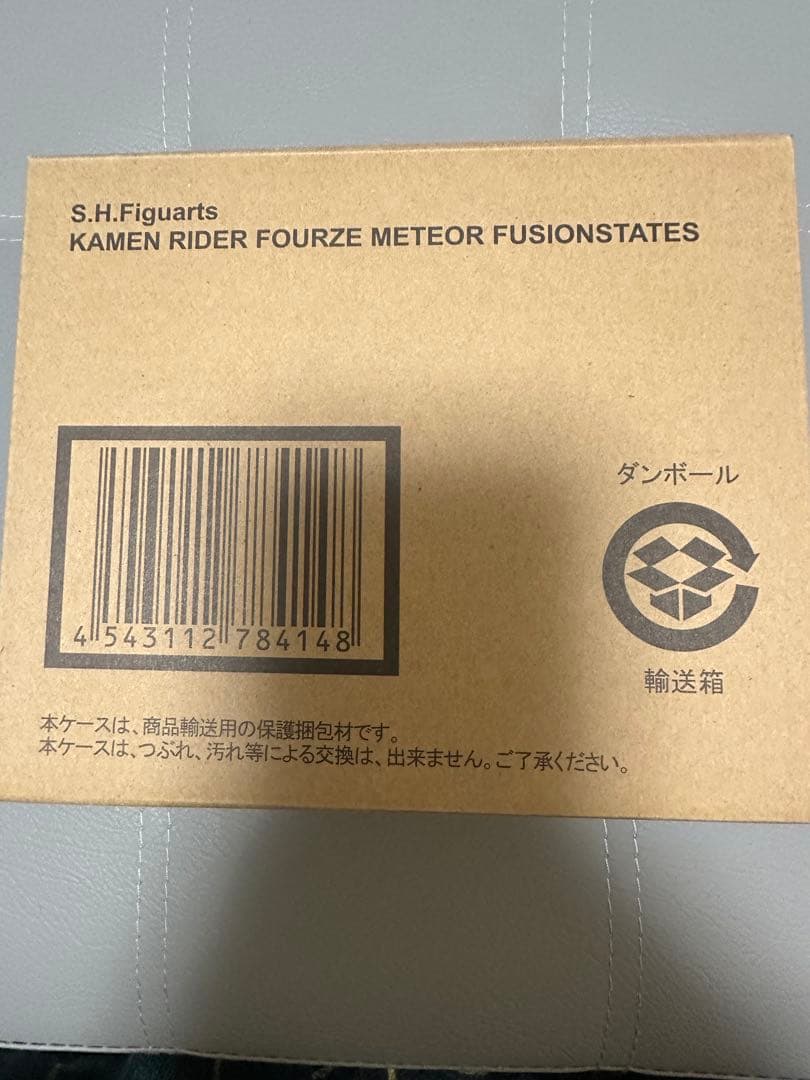 S.H.Figuarts
KAMEN RIDER FOURZE METEOR FUSIONSTATES
ダンボール
4 543112 784148
輸送箱
本ケースは、商品輸送用の保護梱包材です。
本ケースは、つぶれ、汚れ等による交換は、出来ません。ご了承ください。